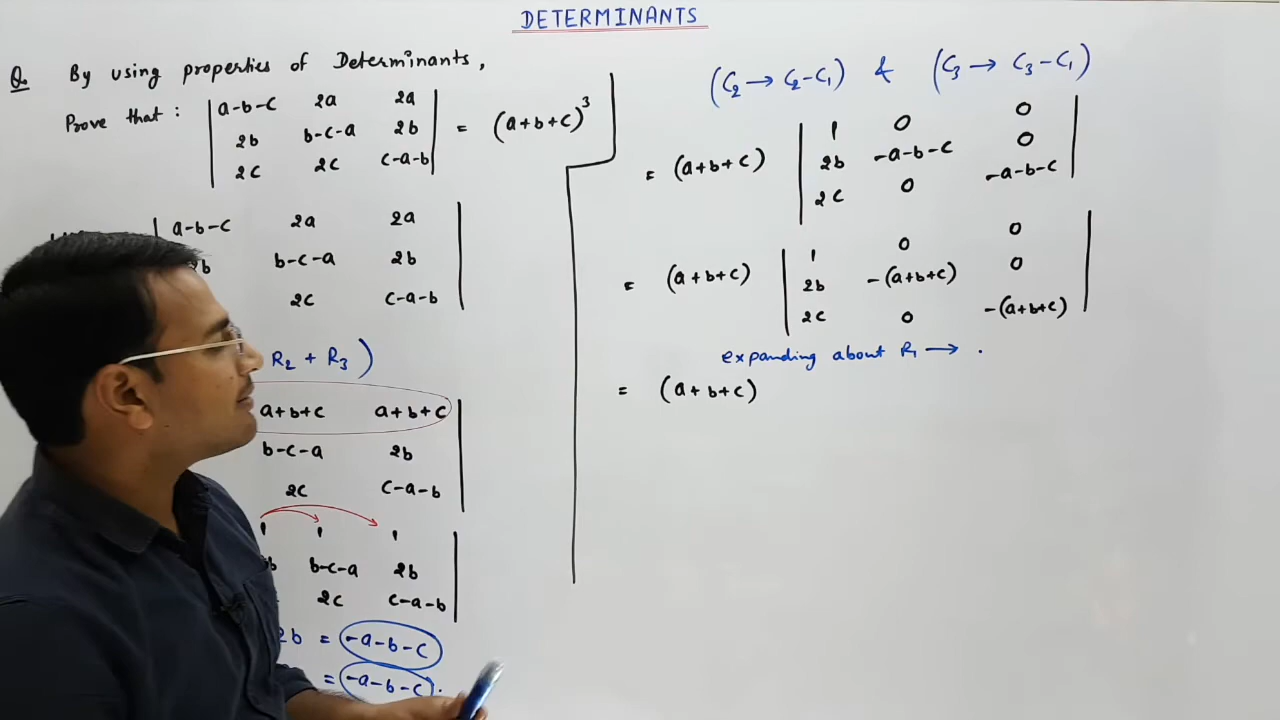 DETERMINANTS
Q. By using properties of Determinants,
Prove that : | a-b-c 2a 2a |
| 2b b-c-a 2b | = (a+b+c)³
| 2c 2c c-a-b |
| a-b-c 2a 2a |
b-c-a 2b |
2c c-a-b |
R₂ + R₃ )
a+b+c a+b+c |
b-c-a 2b |
2c c-a-b |
1 1 1 |
b-c-a 2b |
2c c-a-b |
2b = -a-b-c
= -a-b-c .
(C₂ → C₂-C₁) & (C₃ → C₃-C₁)
| 1 0 0 |
= (a+b+c) | 2b -a-b-c 0 |
| 2c 0 -a-b-c |
| 1 0 0 |
= (a+b+c) | 2b -(a+b+c) 0 |
| 2c 0 -(a+b+c) |
expanding about R₁ → .
= (a+b+c)